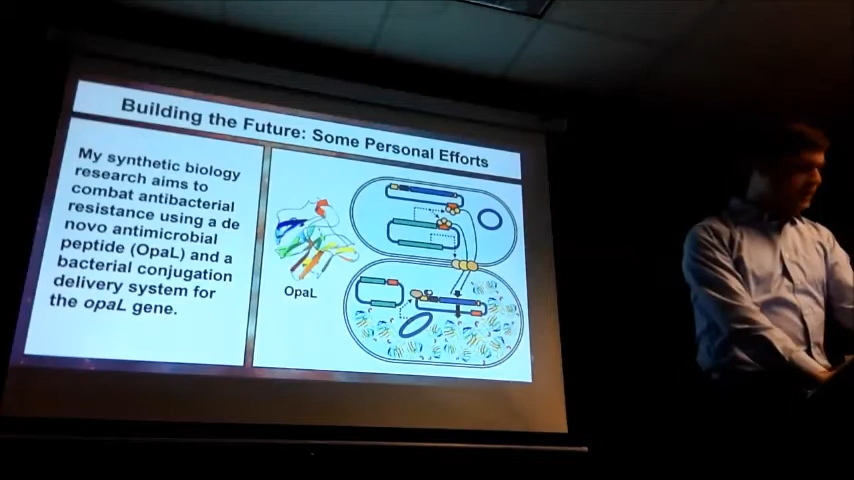 Building the Future: Some Personal Efforts
My synthetic biology
research aims to
combat antibacterial
resistance using a de
novo antimicrobial
peptide (OpaL) and a
bacterial conjugation
delivery system for
the opaL gene.
OpaL